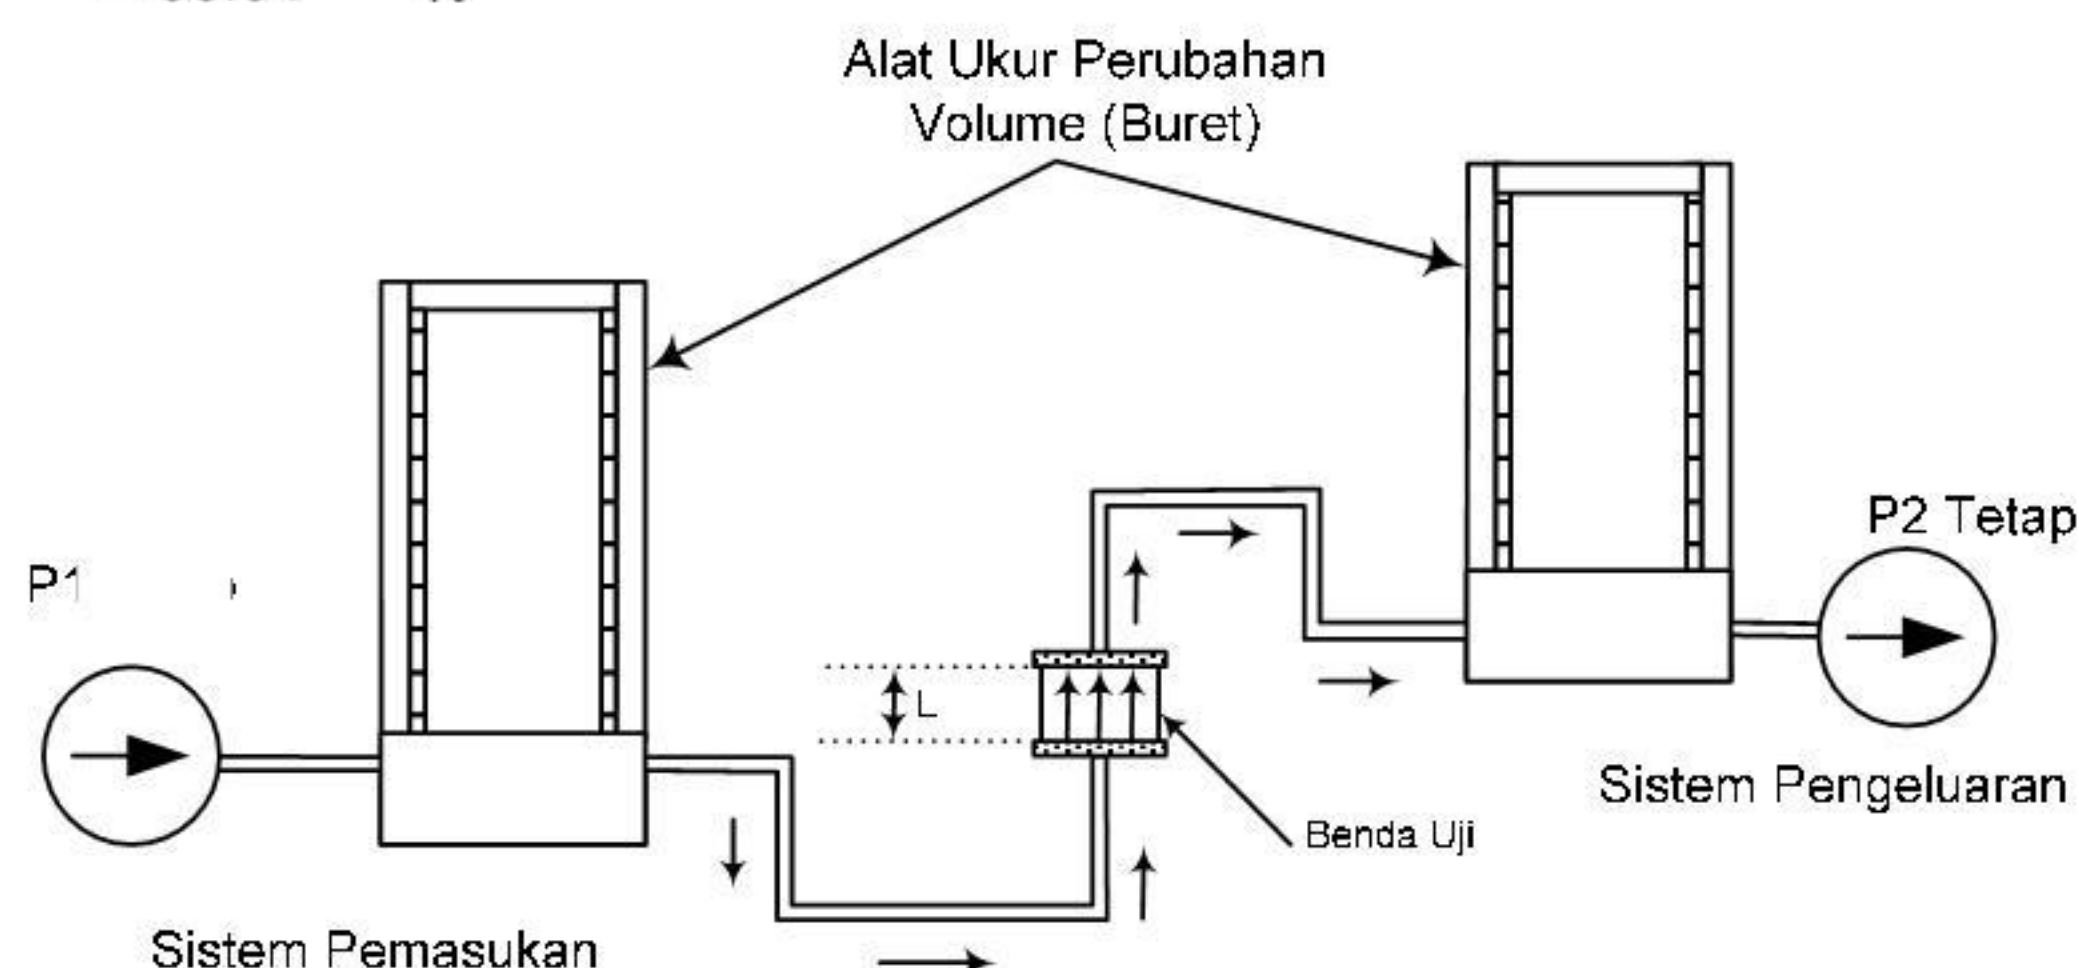 Alat Ukur Perubahan
Volume (Buret)
P2 Tetap
P1
L
Sistem Pengeluaran
Benda Uji
Sistem Pemasukan